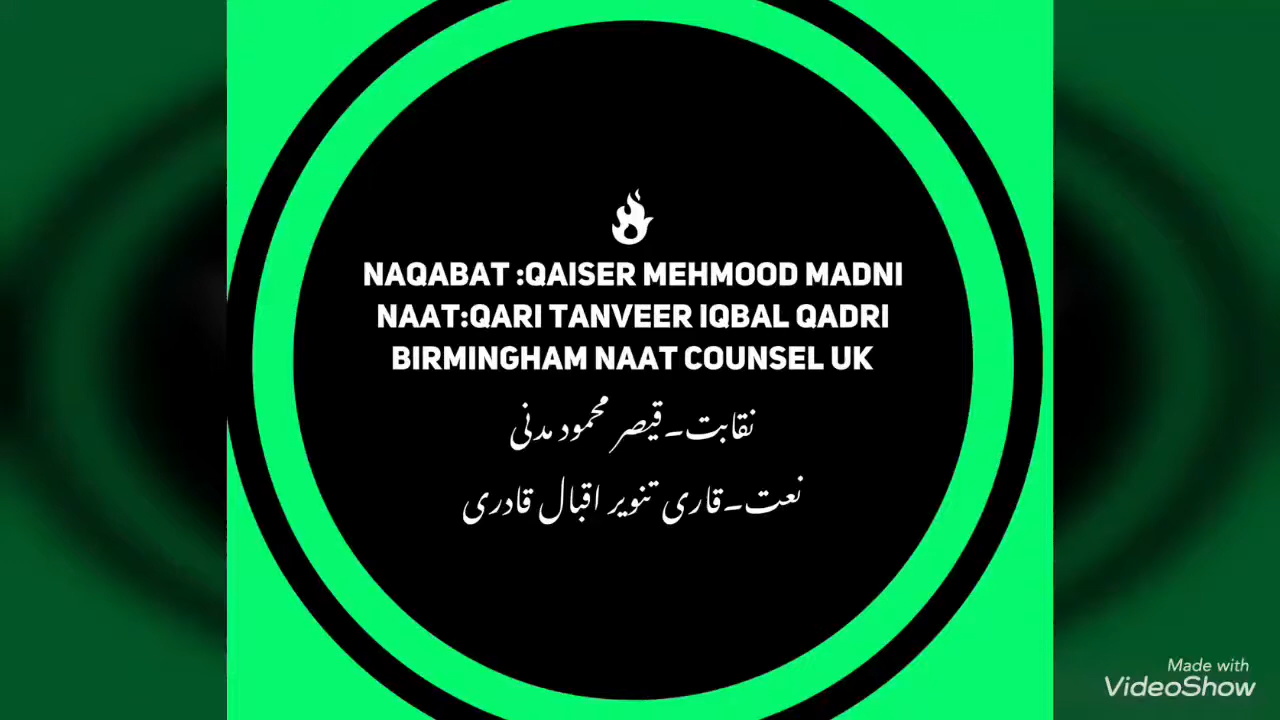 NAQABAT :QAISER MEHMOOD MADNI
NAAT:QARI TANVEER IQBAL QADRI
BIRMINGHAM NAAT COUNSEL UK
نقابت۔قیصر محمود مدنی
نعت۔قاری تنویر اقبال قادری
Made with
VideoShow